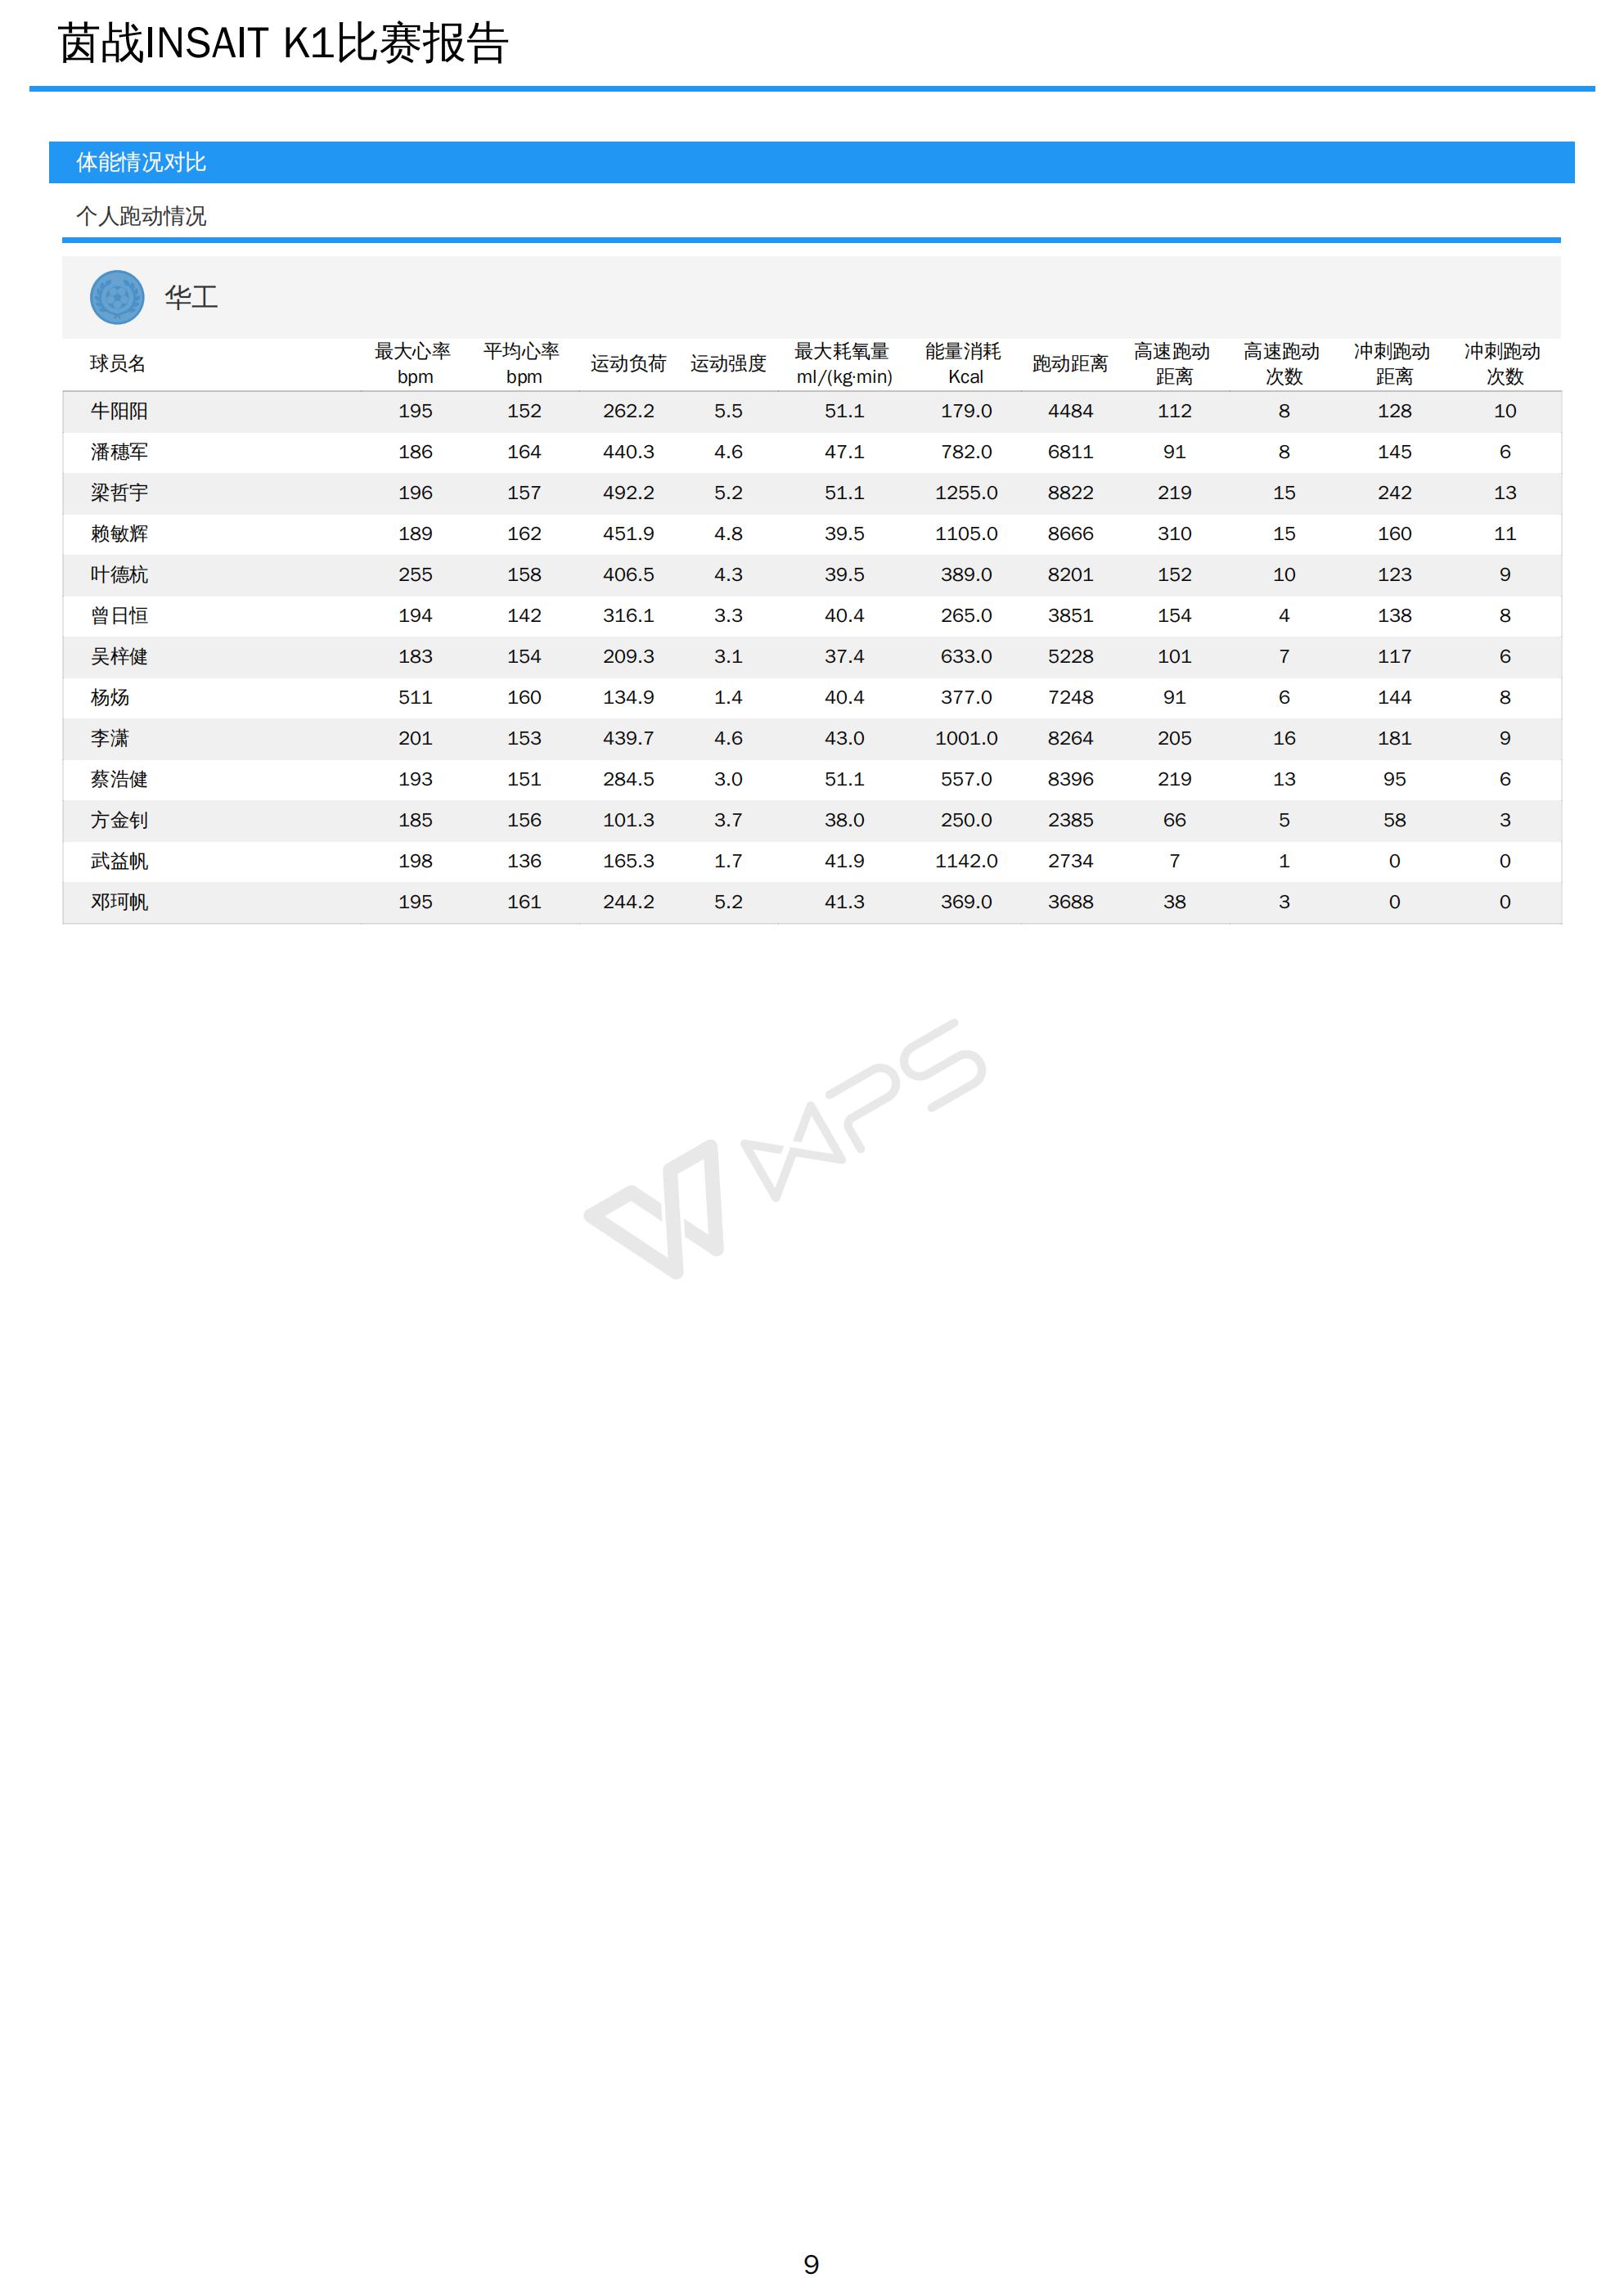 茵战INSAIT K1比赛报告
体能情况对比
个人跑动情况
华工
球员名 最大心率 bpm 平均心率 bpm 运动负荷 运动强度 最大耗氧量 ml/(kg·min) 能量消耗 Kcal 跑动距离 高速跑动 距离 高速跑动 次数 冲刺跑动 距离 冲刺跑动 次数
牛阳阳 195 152 262.2 5.5 51.1 179.0 4484 112 8 128 10
潘穗军 186 164 440.3 4.6 47.1 782.0 6811 91 8 145 6
梁哲宇 196 157 492.2 5.2 51.1 1255.0 8822 219 15 242 13
赖敏辉 189 162 451.9 4.8 39.5 1105.0 8666 310 15 160 11
叶德杭 255 158 406.5 4.3 39.5 389.0 8201 152 10 123 9
曾日恒 194 142 316.1 3.3 40.4 265.0 3851 154 4 138 8
吴梓健 183 154 209.3 3.1 37.4 633.0 5228 101 7 117 6
杨炀 511 160 134.9 1.4 40.4 377.0 7248 91 6 144 8
李潇 201 153 439.7 4.6 43.0 1001.0 8264 205 16 181 9
蔡浩健 193 151 284.5 3.0 51.1 557.0 8396 219 13 95 6
方金钊 185 156 101.3 3.7 38.0 250.0 2385 66 5 58 3
武益帆 198 136 165.3 1.7 41.9 1142.0 2734 7 1 0 0
邓珂帆 195 161 244.2 5.2 41.3 369.0 3688 38 3 0 0
WPS
9